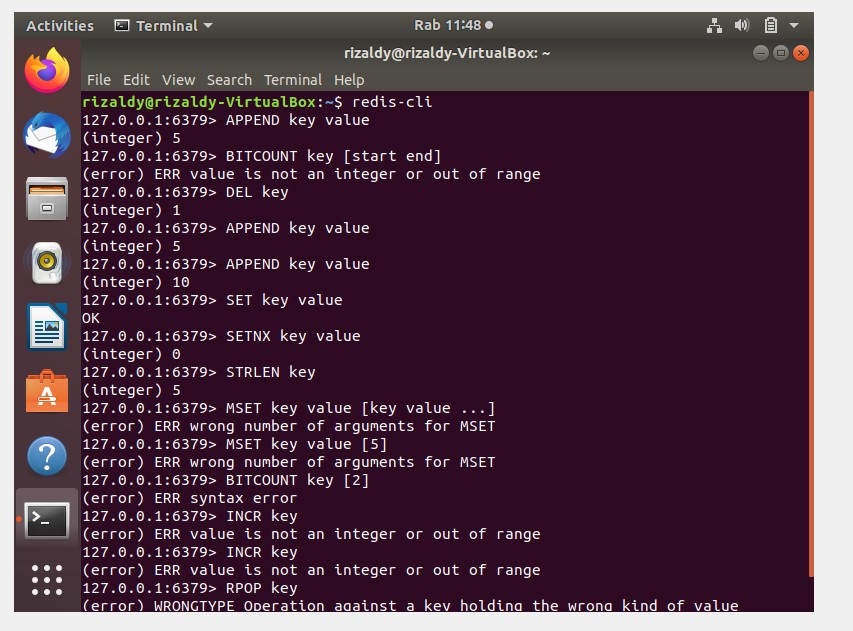 Activities Terminal Rab 11:48
rizaldy@rizaldy-VirtualBox: ~
File Edit View Search Terminal Help
rizaldy@rizaldy-VirtualBox:~$ redis-cli
127.0.0.1:6379> APPEND key value
(integer) 5
127.0.0.1:6379> BITCOUNT key [start end]
(error) ERR value is not an integer or out of range
127.0.0.1:6379> DEL key
(integer) 1
127.0.0.1:6379> APPEND key value
(integer) 5
127.0.0.1:6379> APPEND key value
(integer) 10
127.0.0.1:6379> SET key value
OK
127.0.0.1:6379> SETNX key value
(integer) 0
127.0.0.1:6379> STRLEN key
(integer) 5
127.0.0.1:6379> MSET key value [key value ...]
(error) ERR wrong number of arguments for MSET
127.0.0.1:6379> MSET key value [5]
(error) ERR wrong number of arguments for MSET
127.0.0.1:6379> BITCOUNT key [2]
(error) ERR syntax error
127.0.0.1:6379> INCR key
(error) ERR value is not an integer or out of range
127.0.0.1:6379> INCR key
(error) ERR value is not an integer or out of range
127.0.0.1:6379> RPOP key
(error) WRONGTYPE Operation against a key holding the wrong kind of value